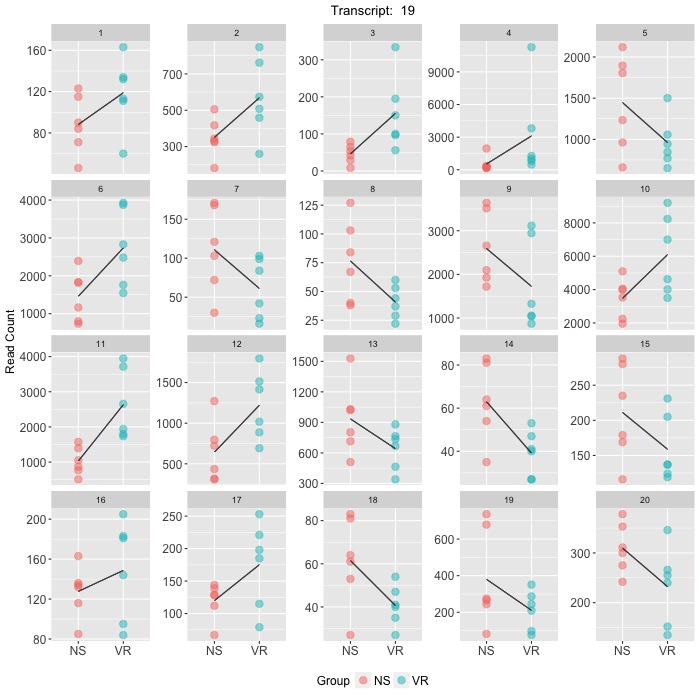 Transcript: 19
1 2 3 4 5
160 120 80
700 500 300
300 200 100 0
9000 6000 3000 0
2000 1500 1000
6 7 8 9 10
4000 3000 2000 1000
150 100 50
125 100 75 50 25
3000 2000 1000
8000 6000 4000 2000
Read Count
11 12 13 14 15
4000 3000 2000 1000
1500 1000 500
1500 1200 900 600 300
80 60 40
250 200 150
16 17 18 19 20
200 160 120 80
250 200 150 100
80 60 40
600 400 200
300 200
NS VR NS VR NS VR NS VR NS VR
Group NS VR